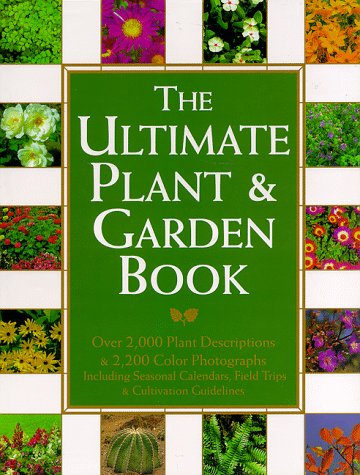 THE
ULTIMATE
PLANT &
GARDEN
BOOK
Over 2,000 Plant Descriptions
& 2,200 Color Photographs
Including Seasonal Calendars, Field Trips
& Cultivation Guidelines